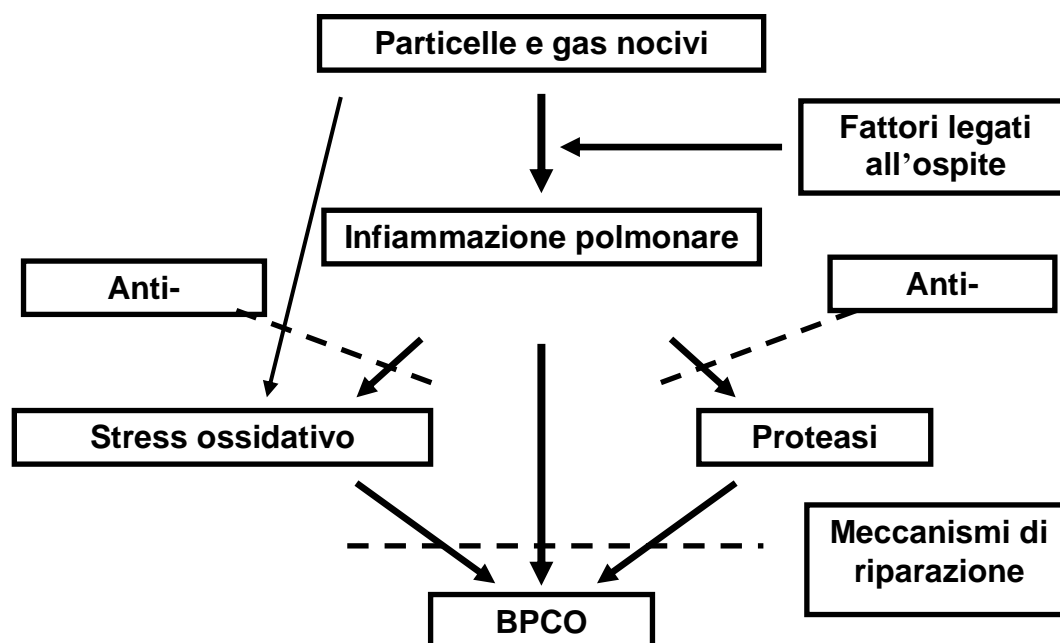 Particelle e gas nocivi
Fattori legati
all’ospite
Infiammazione polmonare
Anti-
Anti-
Stress ossidativo
Proteasi
Meccanismi di
riparazione
BPCO